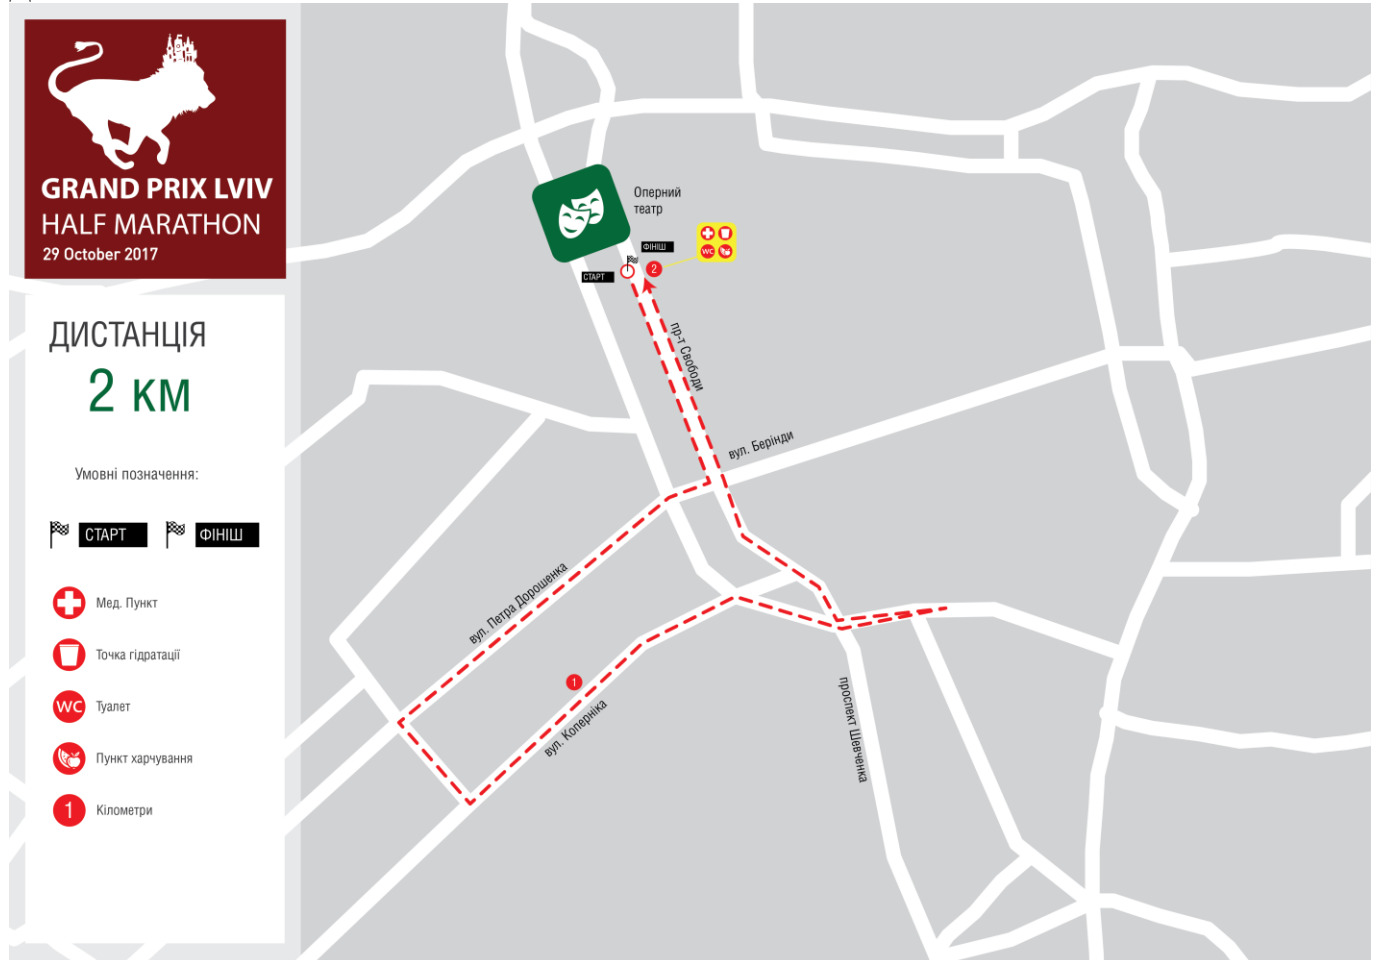 GRAND PRIX LVIV
HALF MARATHON
29 October 2017
ДИСТАНЦІЯ
2 км
Умовні позначення:
СТАРТ
ФІНІШ
Мед. Пункт
Точка гідратації
WC
Туалет
Пункт харчування
1
Кілометри
Оперний
театр
ФІНІШ
СТАРТ
2
WC
пр-т Свободи
вул. Берінди
вул. Петра Дорошенка
1
вул. Коперніка
проспект Шевченка